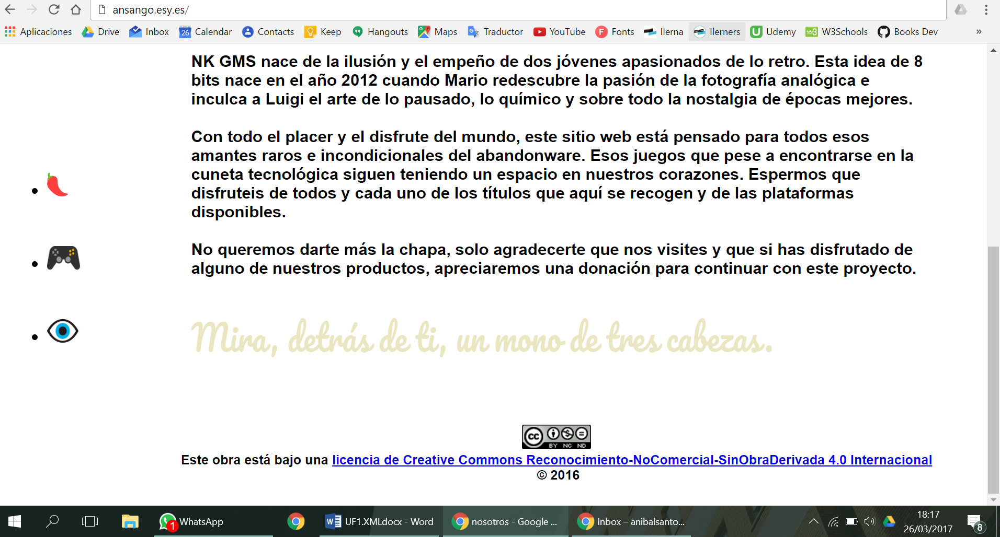 ansango.esy.es/
Aplicaciones Drive Inbox 26 Calendar Contacts Keep Hangouts Maps Traductor YouTube F Fonts Ilerna Ilerners U Udemy w3 W3Schools Books Dev »
NK GMS nace de la ilusión y el empeño de dos jóvenes apasionados de lo retro. Esta idea de 8
bits nace en el año 2012 cuando Mario redescubre la pasión de la fotografía analógica e
inculca a Luigi el arte de lo pausado, lo químico y sobre todo la nostalgia de épocas mejores.
Con todo el placer y el disfrute del mundo, este sitio web está pensado para todos esos
amantes raros e incondicionales del abandonware. Esos juegos que pese a encontrarse en la
cuneta tecnológica siguen teniendo un espacio en nuestros corazones. Espermos que
disfruteis de todos y cada uno de los títulos que aquí se recogen y de las plataformas
disponibles.
No queremos darte más la chapa, solo agradecerte que nos visites y que si has disfrutado de
alguno de nuestros productos, apreciaremos una donación para continuar con este proyecto.
Mira, detrás de ti, un mono de tres cabezas.
cc BY NC ND
Este obra está bajo una licencia de Creative Commons Reconocimiento-NoComercial-SinObraDerivada 4.0 Internacional
© 2016
1 WhatsApp UF1.XMLdocx - Word nosotros - Google ... Inbox – anibalsanto... 18:17
26/03/2017 8